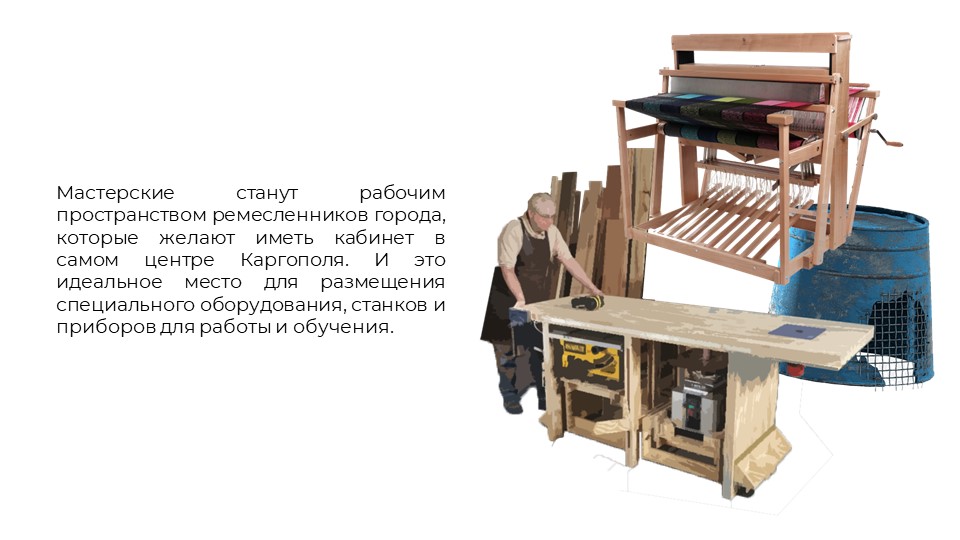 Мастерские станут рабочим
пространством ремесленников города,
которые желают иметь кабинет в
самом центре Каргополя. И это
идеальное место для размещения
специального оборудования, станков и
приборов для работы и обучения.